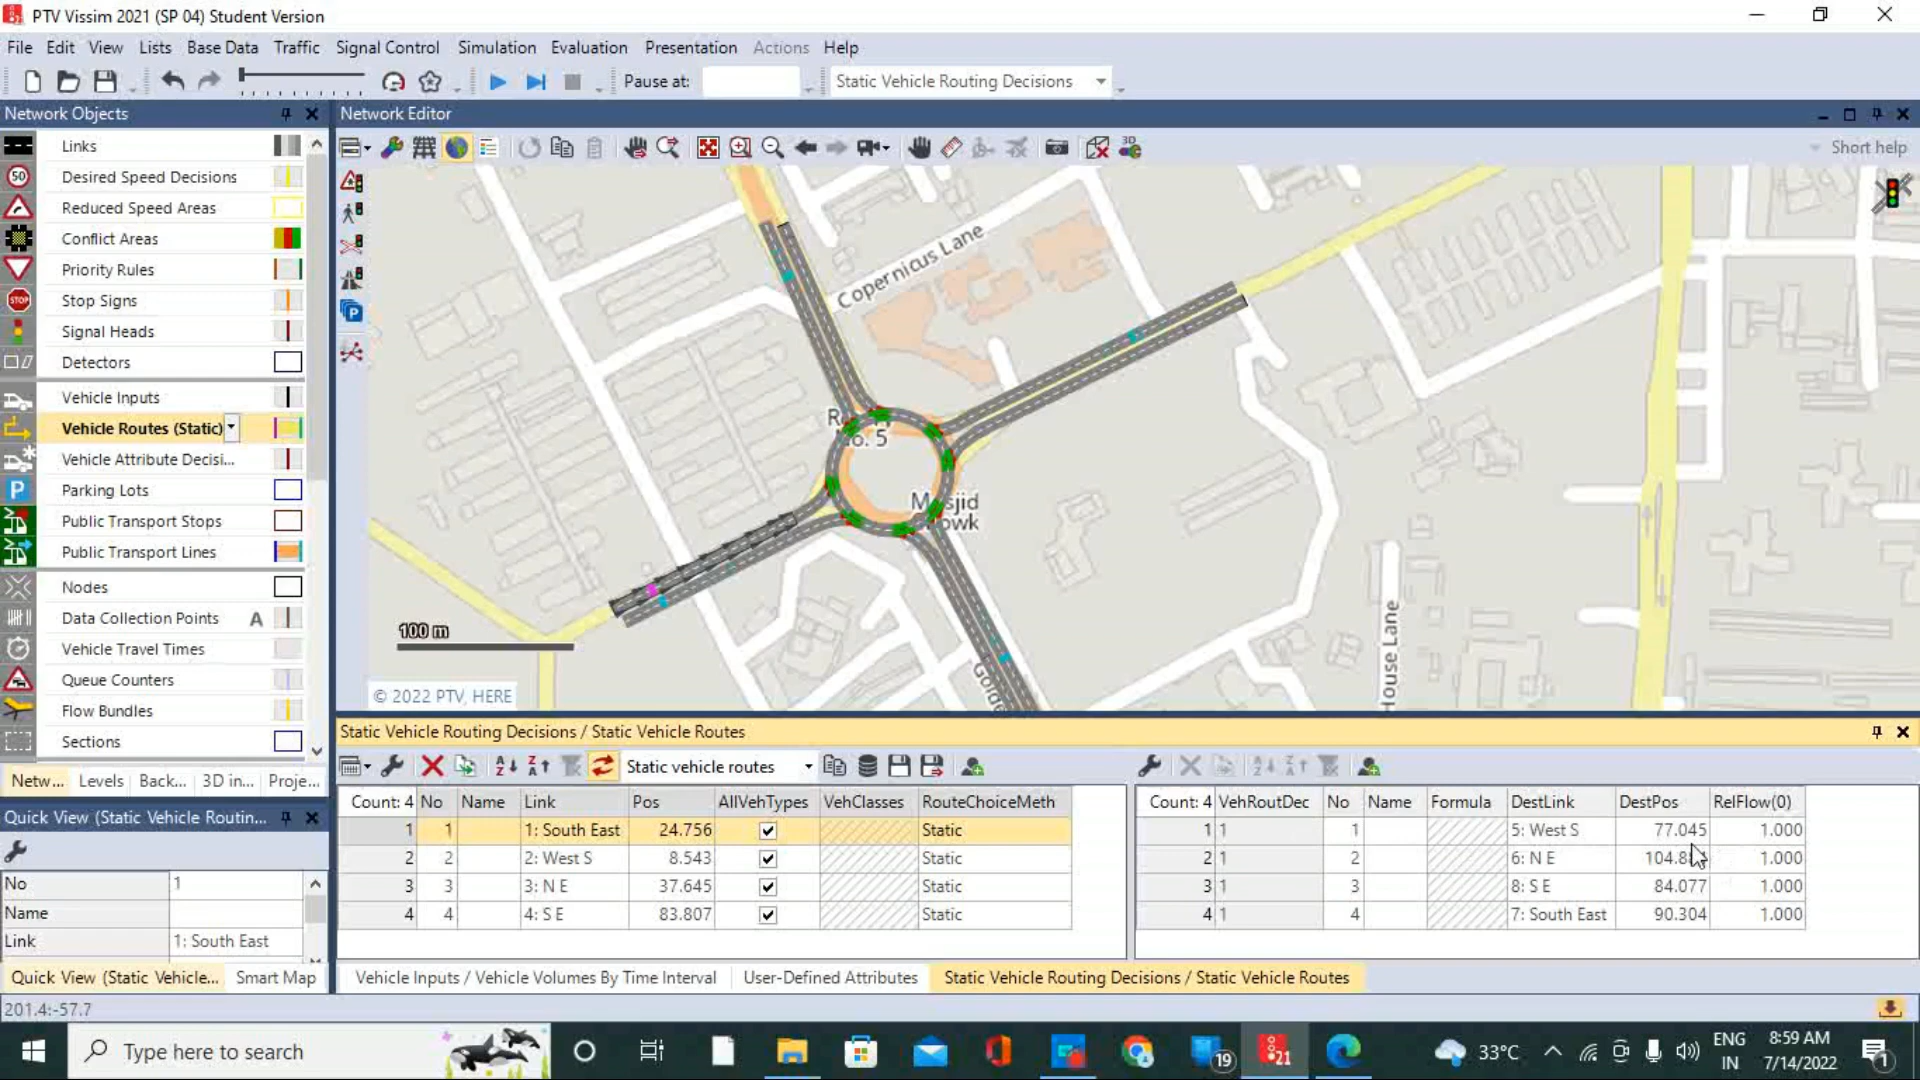 PTV Vissim 2021 (SP 04) Student Version
File Edit View Lists Base Data Traffic Signal Control Simulation Evaluation Presentation Actions Help
Pause at: Static Vehicle Routing Decisions
Network Objects
Network Editor
Short help
Links
50 Desired Speed Decisions
Reduced Speed Areas
Conflict Areas
Priority Rules
STOP Stop Signs
Signal Heads
Detectors
Vehicle Inputs
Vehicle Routes (Static)
Vehicle Attribute Decisi...
P Parking Lots
Public Transport Stops
Public Transport Lines
Nodes
Data Collection Points A
Vehicle Travel Times
Queue Counters
Flow Bundles
Sections
Netw... Levels Back... 3D in... Proje...
3D
P
Copernicus Lane
No. 5
House Lane
100 m
© 2022 PTV, HERE
Static Vehicle Routing Decisions / Static Vehicle Routes
Static vehicle routes
Count: 4 No Name Link Pos AllVehTypes VehClasses RouteChoiceMeth
1 1 1: South East 24.756 Static
2 2 2: West S 8.543 Static
3 3 3: N E 37.645 Static
4 4 4: S E 83.807 Static
Count: 4 VehRoutDec No Name Formula DestLink DestPos RelFlow(0)
1 1 1 5: West S 77.045 1.000
2 1 2 6: N E 1.000
3 1 3 8: S E 84.077 1.000
4 1 4 7: South East 90.304 1.000
Quick View (Static Vehicle Routin...
No 1
Name
Link 1: South East
Quick View (Static Vehicle... Smart Map
Vehicle Inputs / Vehicle Volumes By Time Interval User-Defined Attributes Static Vehicle Routing Decisions / Static Vehicle Routes
201.4:-57.7
Type here to search
19
21
33°C
ENG
IN
8:59 AM
7/14/2022
1